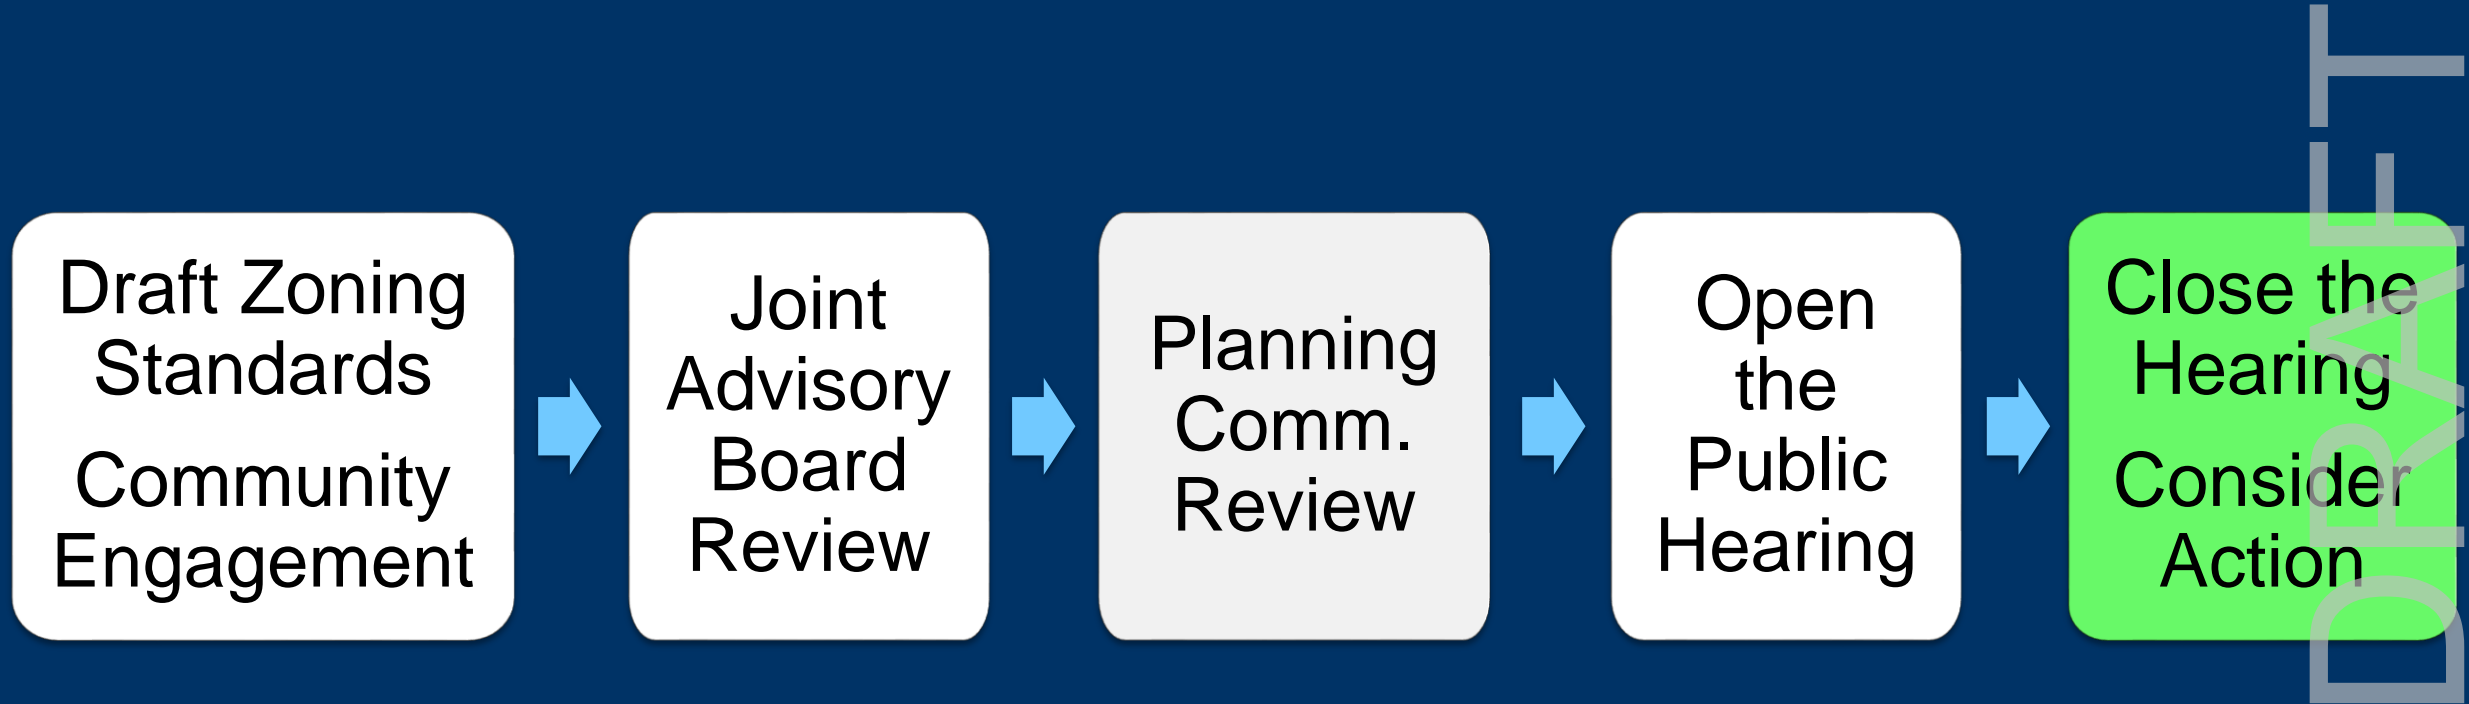 Draft Zoning
Standards
Community
Engagement
Joint
Advisory
Board
Review
Planning
Comm.
Review
Open
the
Public
Hearing
Close the
Hearing
Consider
Action
DRAFT